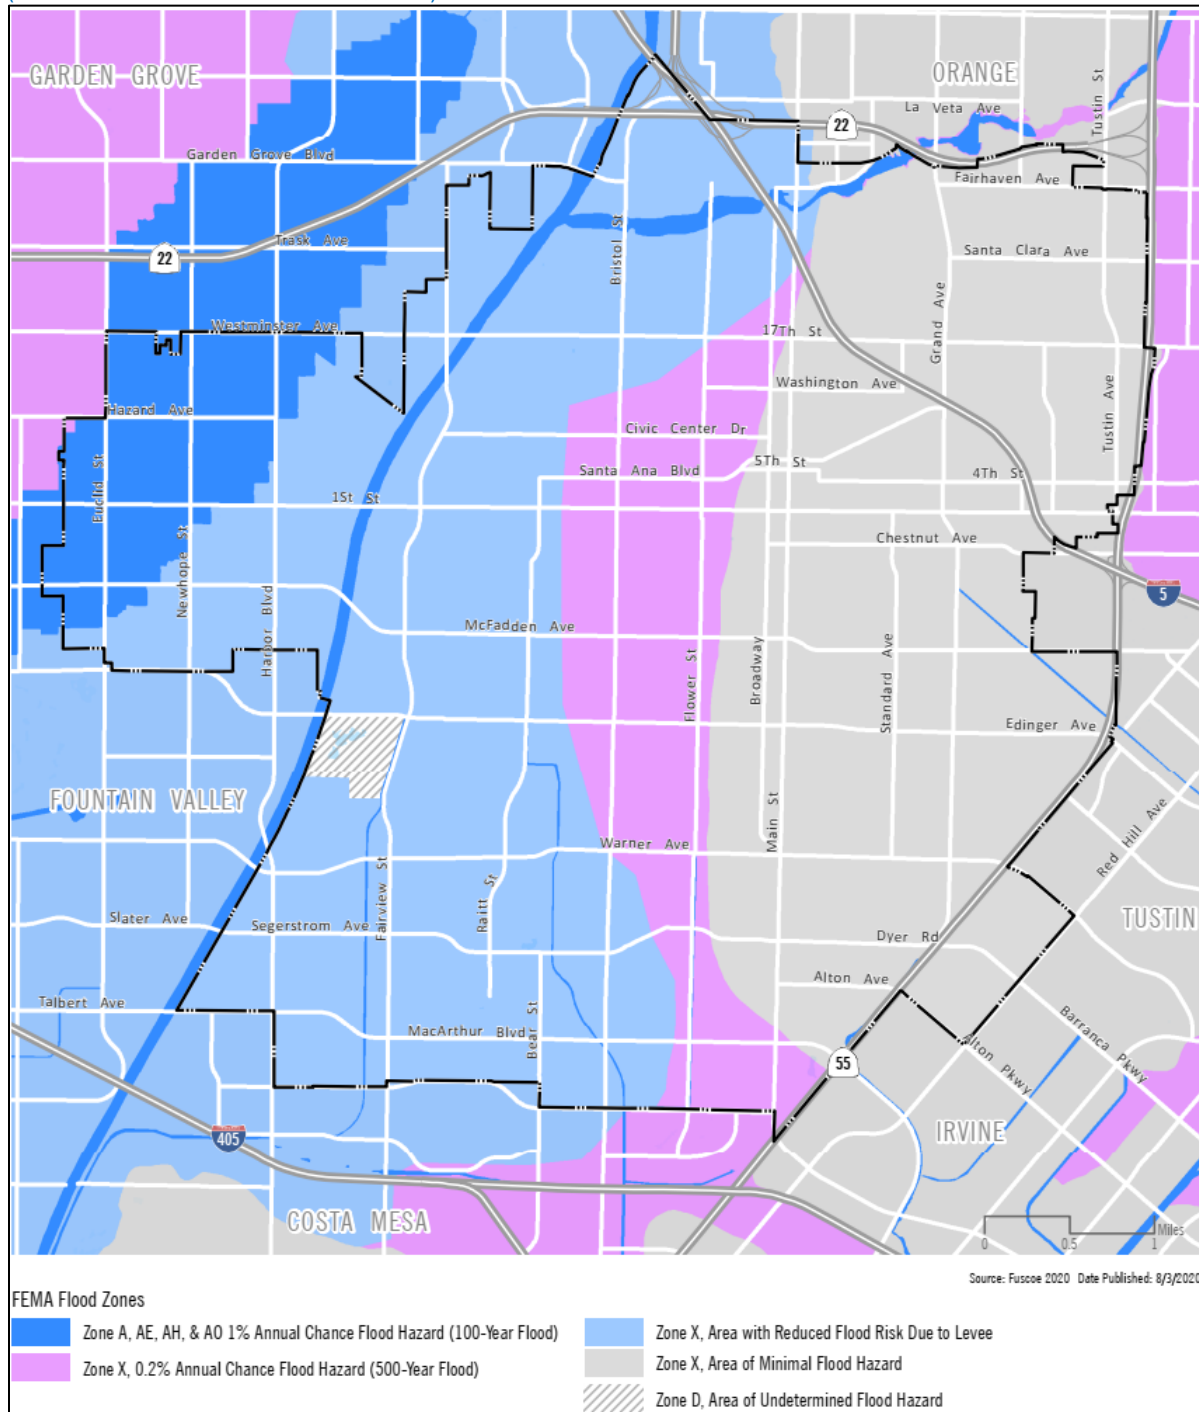 GARDEN GROVE
ORANGE
Tustin St
La Veta Ave
22
Garden Grove Blvd
Fairhaven Ave
Bristol St
Trask Ave
Santa Clara Ave
22
Grand Ave
Westminster Ave
17Th St
Washington Ave
Tustin Ave
Hazard Ave
Civic Center Dr
5Th St
Santa Ana Blvd
4Th St
Euclid St
1St St
Newhope St
Chestnut Ave
5
Harbor Blvd
McFadden Ave
Flower St
Broadway
Standard Ave
Edinger Ave
FOUNTAIN VALLEY
Main St
Red Hill Ave
Warner Ave
Fairview St
Raitt St
Slater Ave
Segerstrom Ave
TUSTIN
Dyer Rd
Alton Ave
Talbert Ave
Bear St
MacArthur Blvd
Barranca Pkwy
Alton Pkwy
55
405
IRVINE
COSTA MESA
Miles
0 0.5 1
Source: Fuscoe 2020 Date Published: 8/3/2020
FEMA Flood Zones
Zone A, AE, AH, & AO 1% Annual Chance Flood Hazard (100-Year Flood)
Zone X, 0.2% Annual Chance Flood Hazard (500-Year Flood)
Zone X, Area with Reduced Flood Risk Due to Levee
Zone X, Area of Minimal Flood Hazard
Zone D, Area of Undetermined Flood Hazard